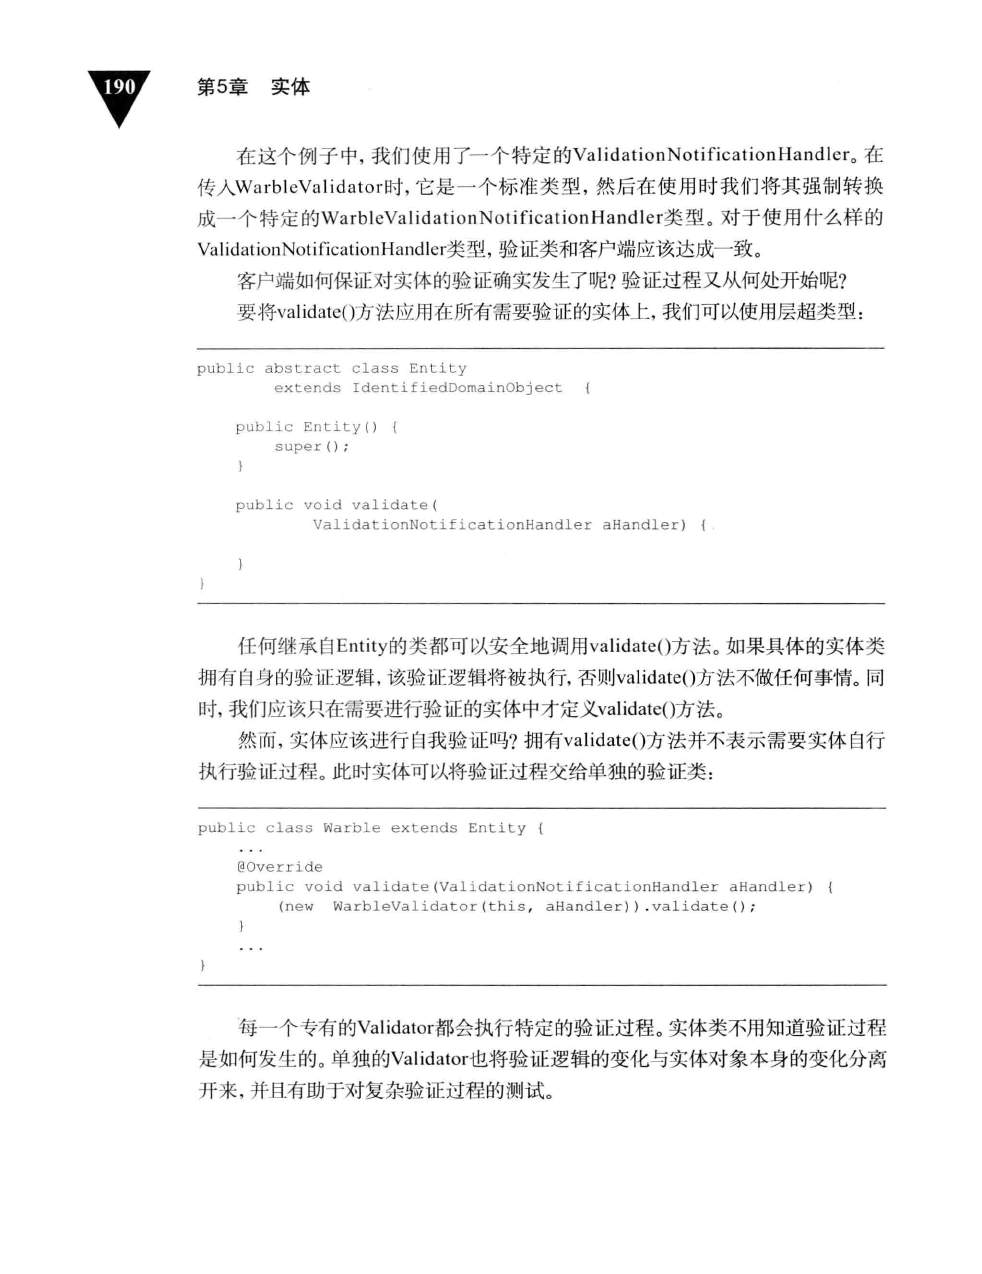 190
第5章 实体
在这个例子中，我们使用了一个特定的ValidationNotificationHandler。在
传入WarbleValidator时，它是一个标准类型，然后在使用时我们将其强制转换
成一个特定的WarbleValidationNotificationHandler类型。对于使用什么样的
ValidationNotificationHandler类型，验证类和客户端应该达成一致。
客户端如何保证对实体的验证确实发生了呢？验证过程又从何处开始呢？
要将validate()方法应用在所有需要验证的实体上，我们可以使用层超类型：
public abstract class Entity
        extends IdentifiedDomainObject  {
    public Entity() {
        super();
    }
    public void validate(
            ValidationNotificationHandler aHandler) {
    }
}
任何继承自Entity的类都可以安全地调用validate()方法。如果具体的实体类
拥有自身的验证逻辑，该验证逻辑将被执行，否则validate()方法不做任何事情。同
时，我们应该只在需要进行验证的实体中才定义validate()方法。
然而，实体应该进行自我验证吗？拥有validate()方法并不表示需要实体自行
执行验证过程。此时实体可以将验证过程交给单独的验证类：
public class Warble extends Entity {
    ...
    @Override
    public void validate(ValidationNotificationHandler aHandler) {
        (new  WarbleValidator(this, aHandler)).validate();
    }
    ...
}
每一个专有的Validator都会执行特定的验证过程。实体类不用知道验证过程
是如何发生的。单独的Validator也将验证逻辑的变化与实体对象本身的变化分离
开来，并且有助于对复杂验证过程的测试。